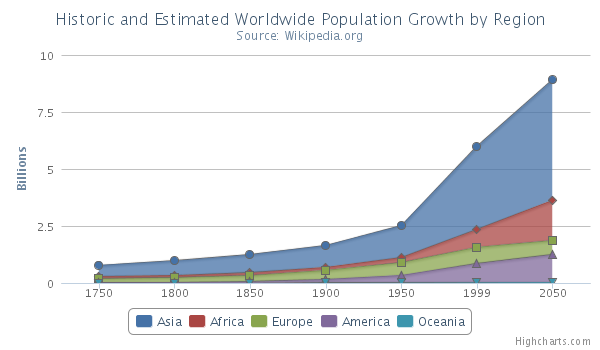 Historic and Estimated Worldwide Population Growth by Region
Source: Wikipedia.org
Billions
10
7.5
5
2.5
0
1750 1800 1850 1900 1950 1999 2050
Asia Africa Europe America Oceania
Highcharts.com